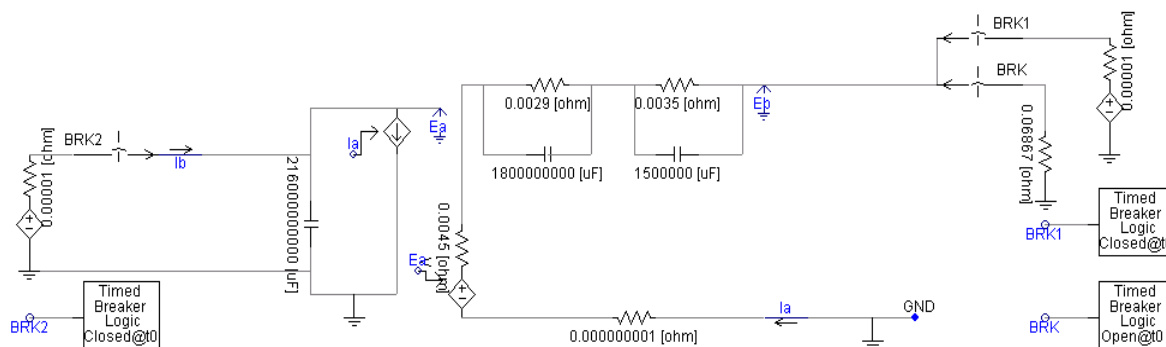 BRK1
BRK
0.00001 [ohm]
0.0029 [ohm]
0.0035 [ohm]
Eb
Ea
Ia
BRK2
Ib
0.00001 [ohm]
216000000000 [uF]
1800000000 [uF]
1500000 [uF]
0.06867 [ohm]
0.0045 [ohm]
Ea
Timed
Breaker
Logic
Closed@t0
BRK1
Timed
Breaker
Logic
Closed@t0
BRK2
0.000000001 [ohm]
Ia
GND
Timed
Breaker
Logic
Open@t0
BRK